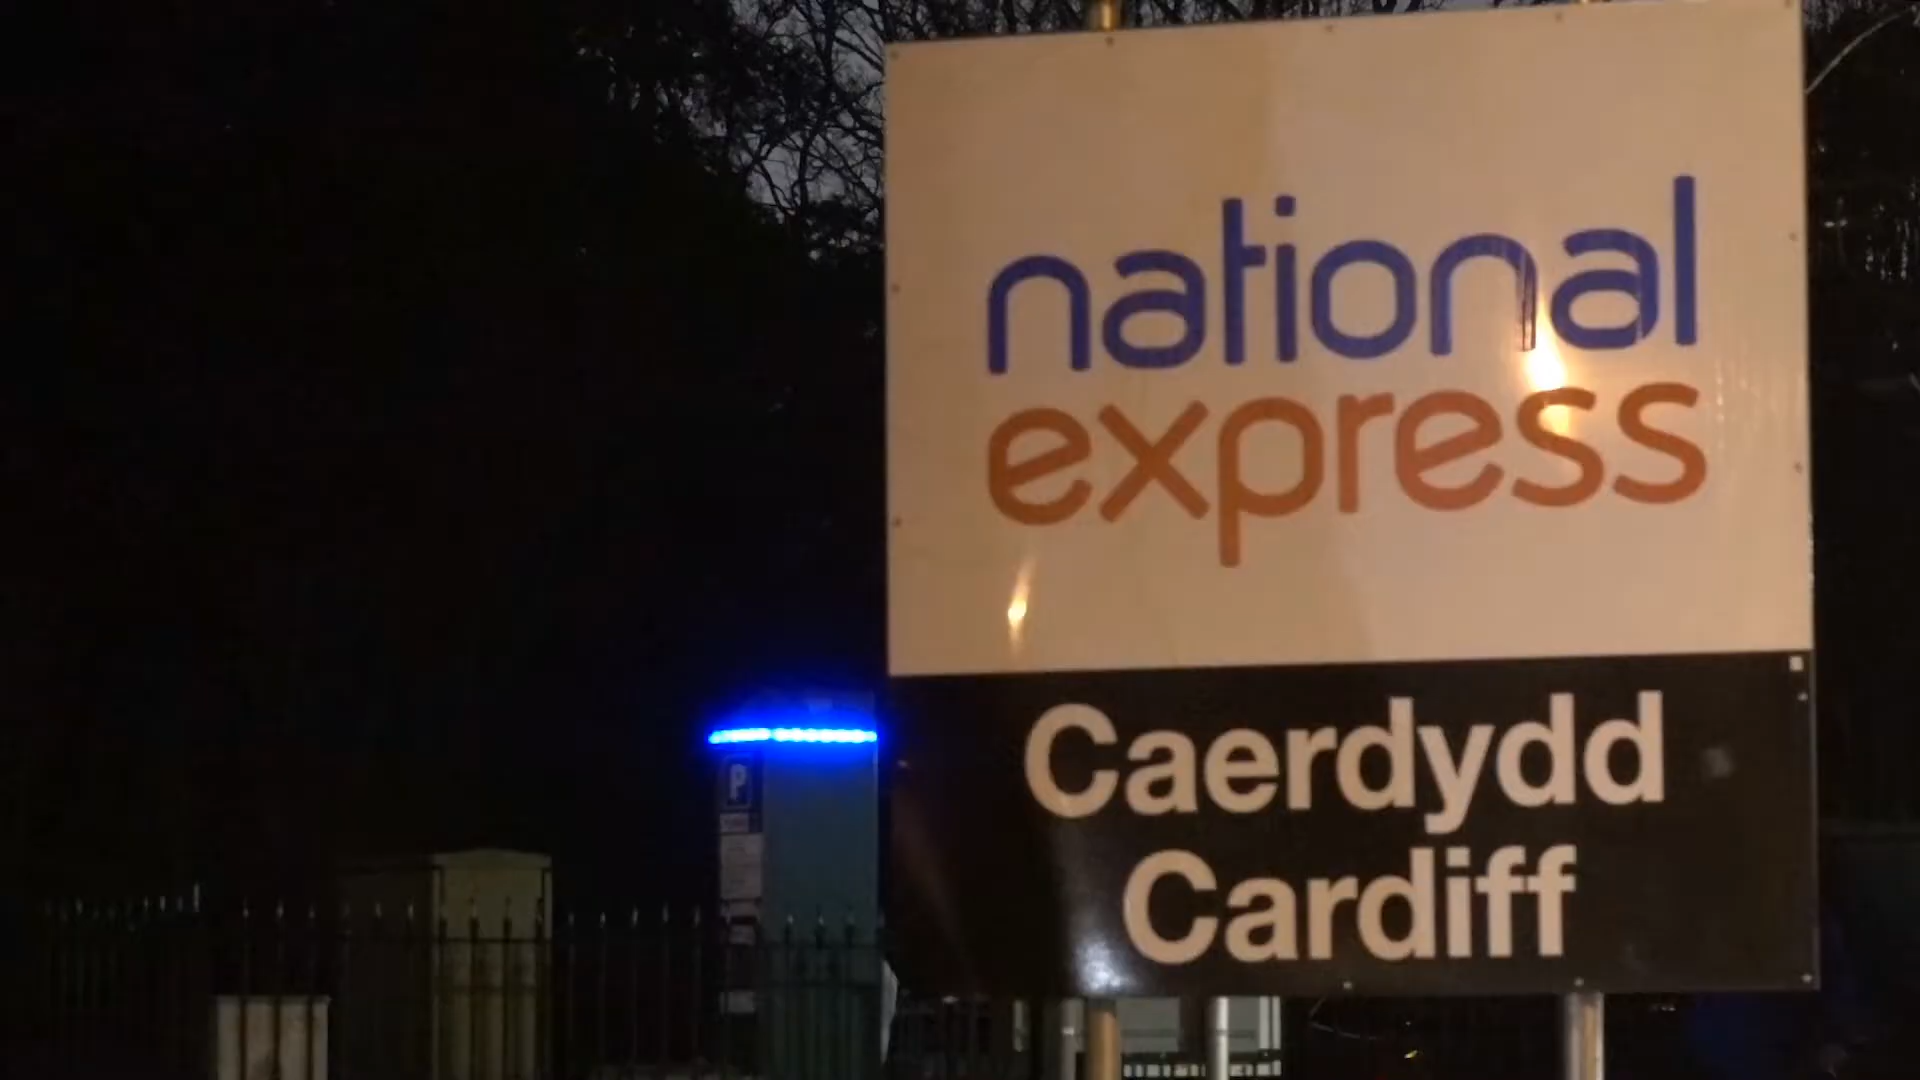 national
express
Caerdydd
Cardiff
P